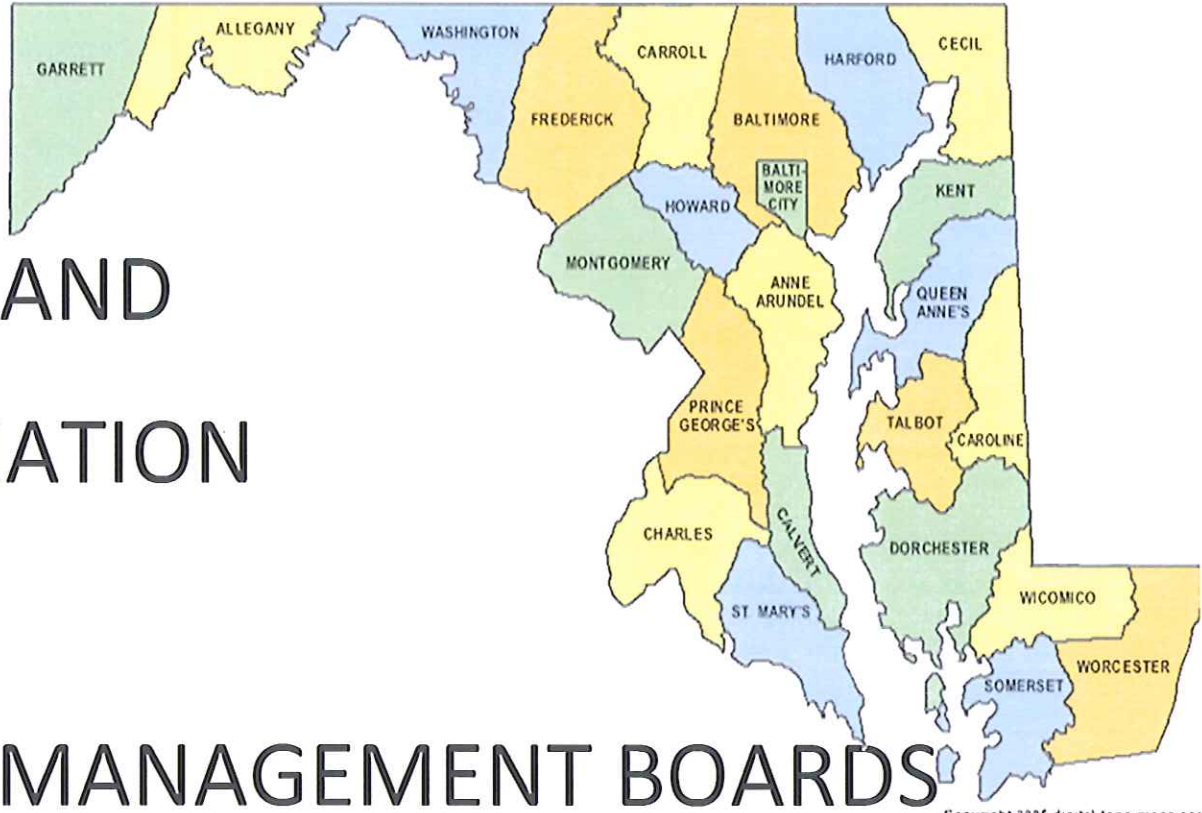 ALLEGANY
WASHINGTON
CECIL
CARROLL
HARFORD
GARRETT
FREDERICK
BALTIMORE
BALTI-
MORE
CITY
KENT
HOWARD
MONTGOMERY
ANNE
ARUNDEL
QUEEN
ANNE'S
AND
PRINCE
GEORGE'S
TALBOT
CAROLINE
ATION
CHARLES
CALVERT
DORCHESTER
WICOMICO
ST. MARY'S
WORCESTER
SOMERSET
MANAGEMENT BOARDS